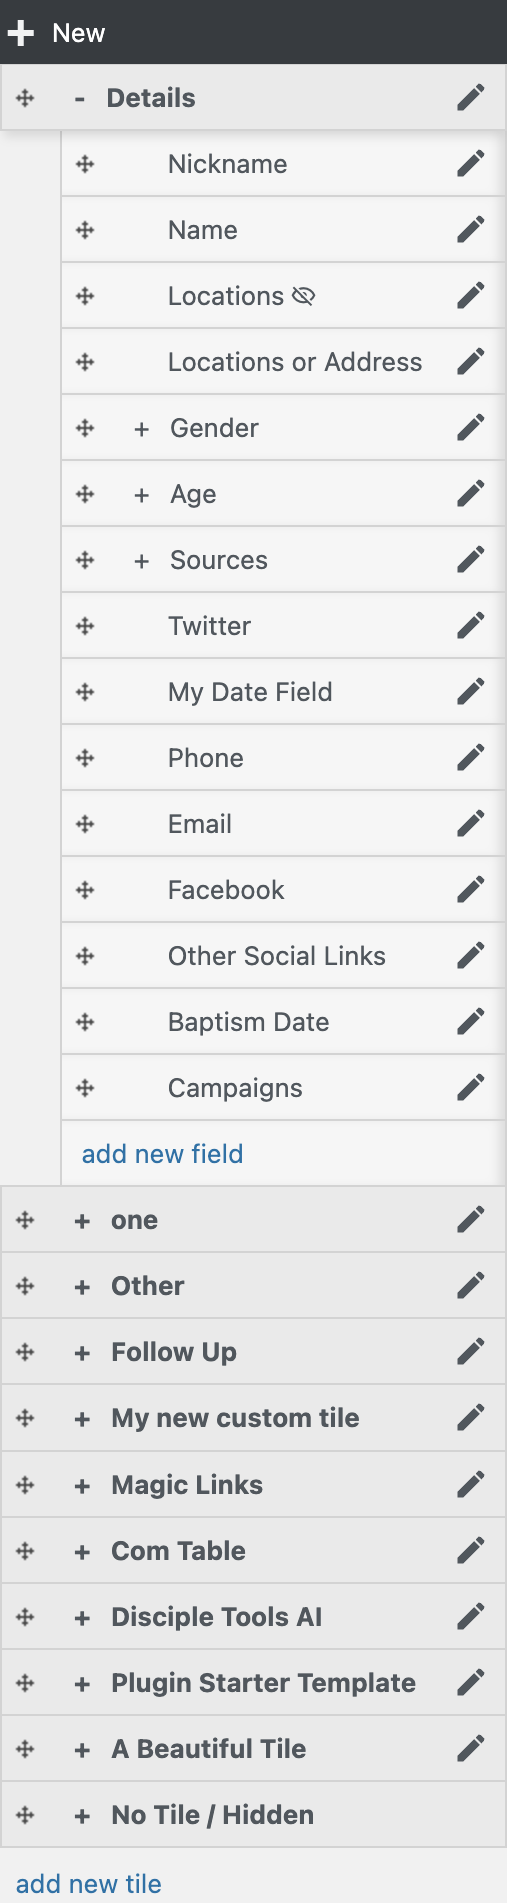 New
- Details
Nickname
Name
Locations
Locations or Address
+ Gender
+ Age
+ Sources
Twitter
My Date Field
Phone
Email
Facebook
Other Social Links
Baptism Date
Campaigns
add new field
+ one
+ Other
+ Follow Up
+ My new custom tile
+ Magic Links
+ Com Table
+ Disciple Tools AI
+ Plugin Starter Template
+ A Beautiful Tile
+ No Tile / Hidden
add new tile